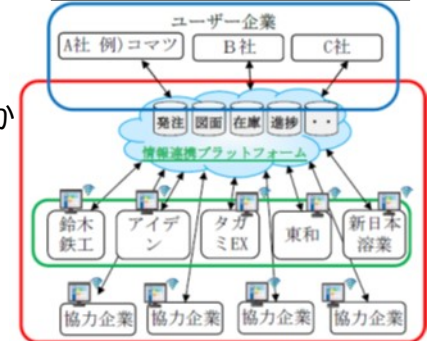 ユーザー企業
A社 例)コマツ
B社
C社
か
発注
図面
在庫
進捗
・・
情報連携プラットフォーム
鈴木
鉄工
アイデ
ン
タガ
ミEX
東和
新日本
溶業
協力企業
協力企業
協力企業
協力企業